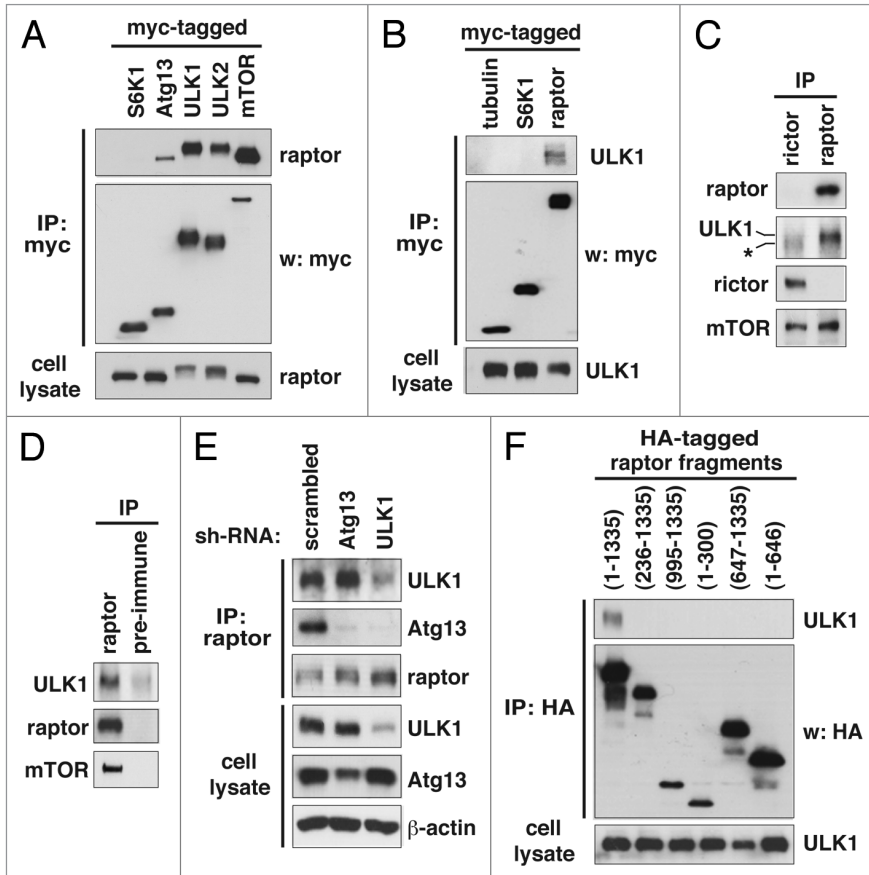 A
myc-tagged
S6K1
Atg13
ULK1
ULK2
mTOR
IP:
myc
raptor
w: myc
cell
lysate
raptor
B
myc-tagged
tubulin
S6K1
raptor
IP:
myc
ULK1
w: myc
cell
lysate
ULK1
C
IP
rictor
raptor
raptor
ULK1
*
rictor
mTOR
D
IP
raptor
pre-immune
ULK1
raptor
mTOR
E
sh-RNA:
scrambled
Atg13
ULK1
IP:
raptor
ULK1
Atg13
raptor
cell
lysate
ULK1
Atg13
β-actin
F
HA-tagged
raptor fragments
(1-1335)
(236-1335)
(995-1335)
(1-300)
(647-1335)
(1-646)
IP: HA
ULK1
w: HA
cell
lysate
ULK1